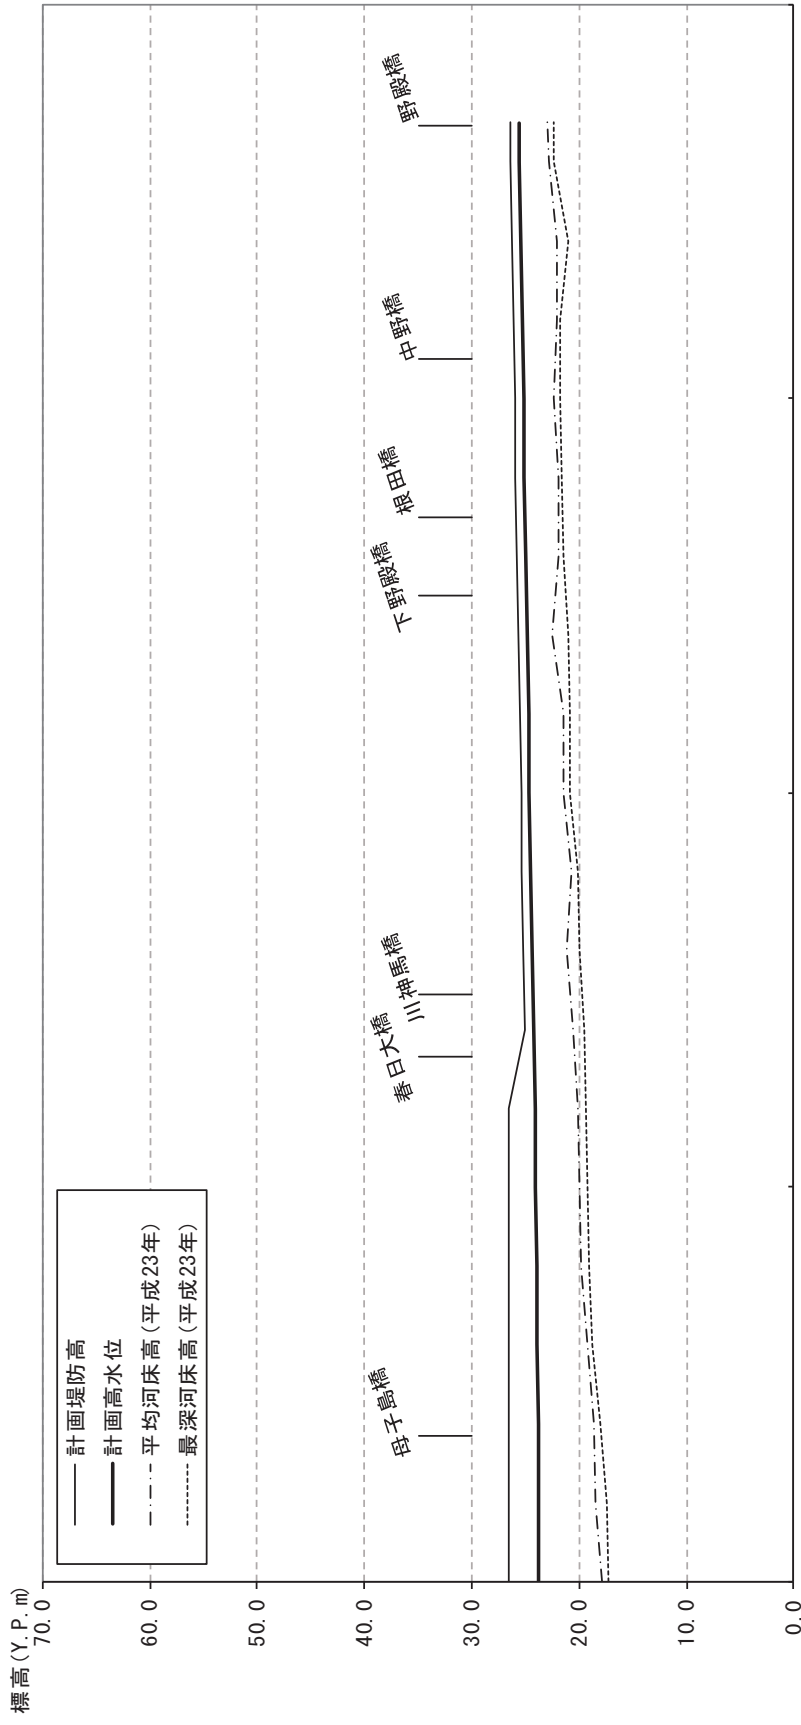 標高(Y.P.m)
70.0
60.0
50.0
40.0
30.0
20.0
10.0
0.0
計画堤防高
計画高水位
平均河床高(平成23年)
最深河床高(平成23年)
母子島橋
春日大橋
川神馬橋
下野殿橋
根田橋
中野橋
野殿橋